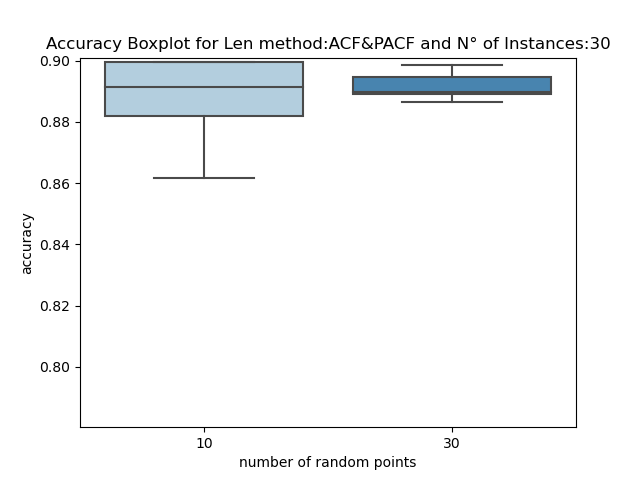 Accuracy Boxplot for Len method:ACF&PACF and N° of Instances:30
0.90
0.88
0.86
0.84
0.82
0.80
accuracy
10 30
number of random points